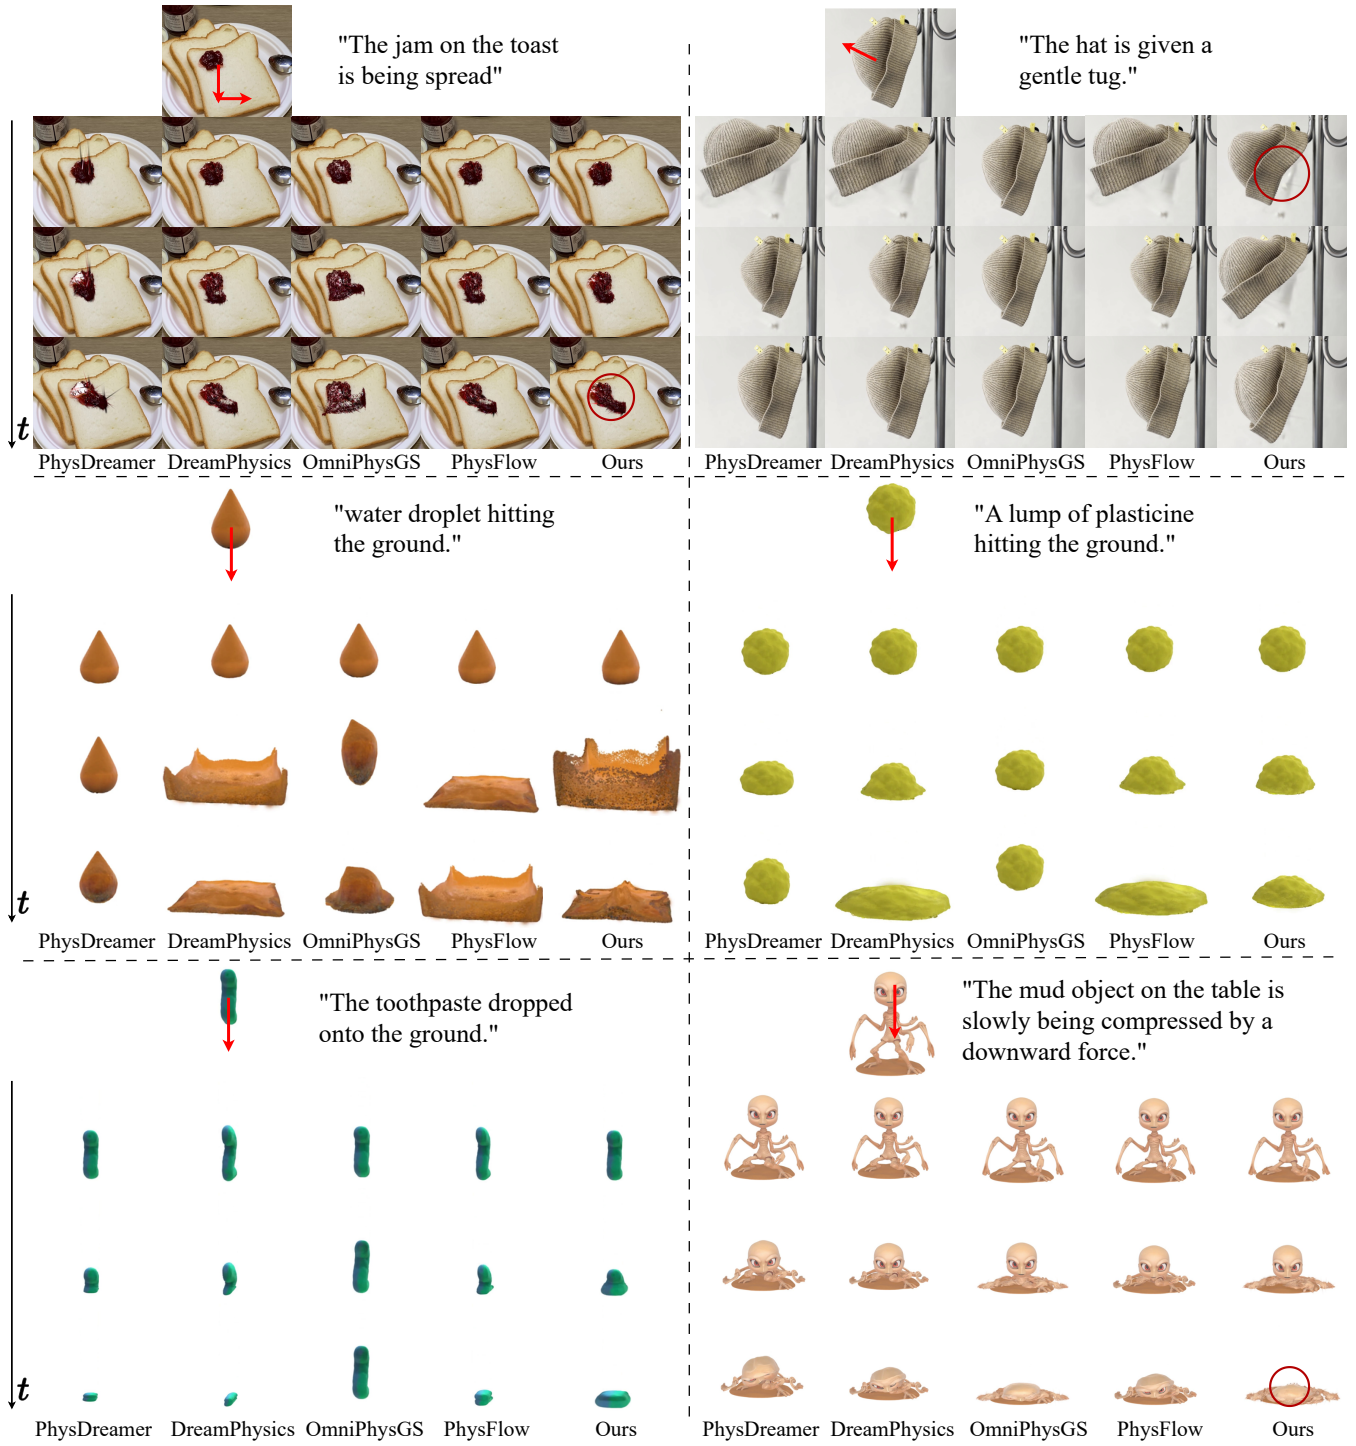 "The jam on the toast
is being spread"
t
PhysDreamer DreamPhysics OmniPhysGS PhysFlow Ours
"The hat is given a
gentle tug."
PhysDreamer DreamPhysics OmniPhysGS PhysFlow Ours
"water droplet hitting
the ground."
t
PhysDreamer DreamPhysics OmniPhysGS PhysFlow Ours
"A lump of plasticine
hitting the ground."
PhysDreamer DreamPhysics OmniPhysGS PhysFlow Ours
"The toothpaste dropped
onto the ground."
t
PhysDreamer DreamPhysics OmniPhysGS PhysFlow Ours
"The mud object on the table is
slowly being compressed by a
downward force."
PhysDreamer DreamPhysics OmniPhysGS PhysFlow Ours